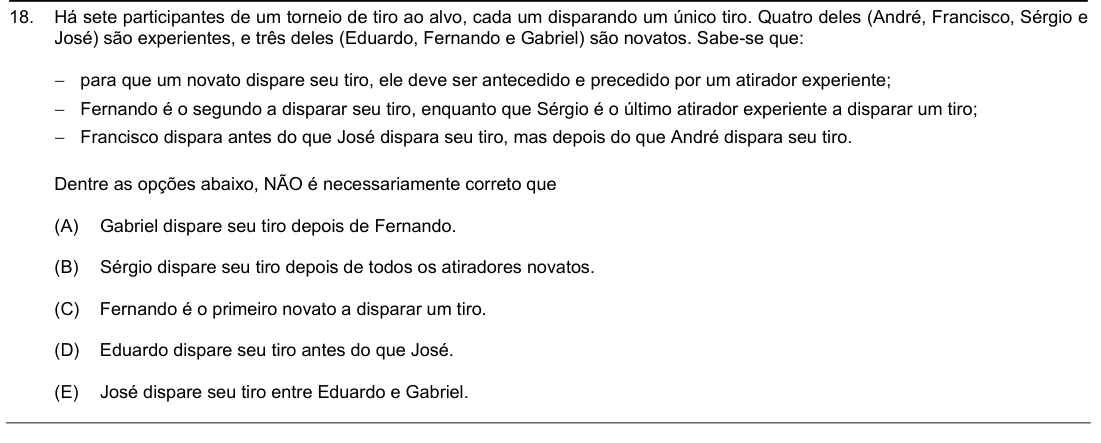 18. Há sete participantes de um torneio de tiro ao alvo, cada um disparando um único tiro. Quatro deles (André, Francisco, Sérgio e
José) são experientes, e três deles (Eduardo, Fernando e Gabriel) são novatos. Sabe-se que:
– para que um novato dispare seu tiro, ele deve ser antecedido e precedido por um atirador experiente;
– Fernando é o segundo a disparar seu tiro, enquanto que Sérgio é o último atirador experiente a disparar um tiro;
– Francisco dispara antes do que José dispara seu tiro, mas depois do que André dispara seu tiro.
Dentre as opções abaixo, NÃO é necessariamente correto que
(A) Gabriel dispare seu tiro depois de Fernando.
(B) Sérgio dispare seu tiro depois de todos os atiradores novatos.
(C) Fernando é o primeiro novato a disparar um tiro.
(D) Eduardo dispare seu tiro antes do que José.
(E) José dispare seu tiro entre Eduardo e Gabriel.